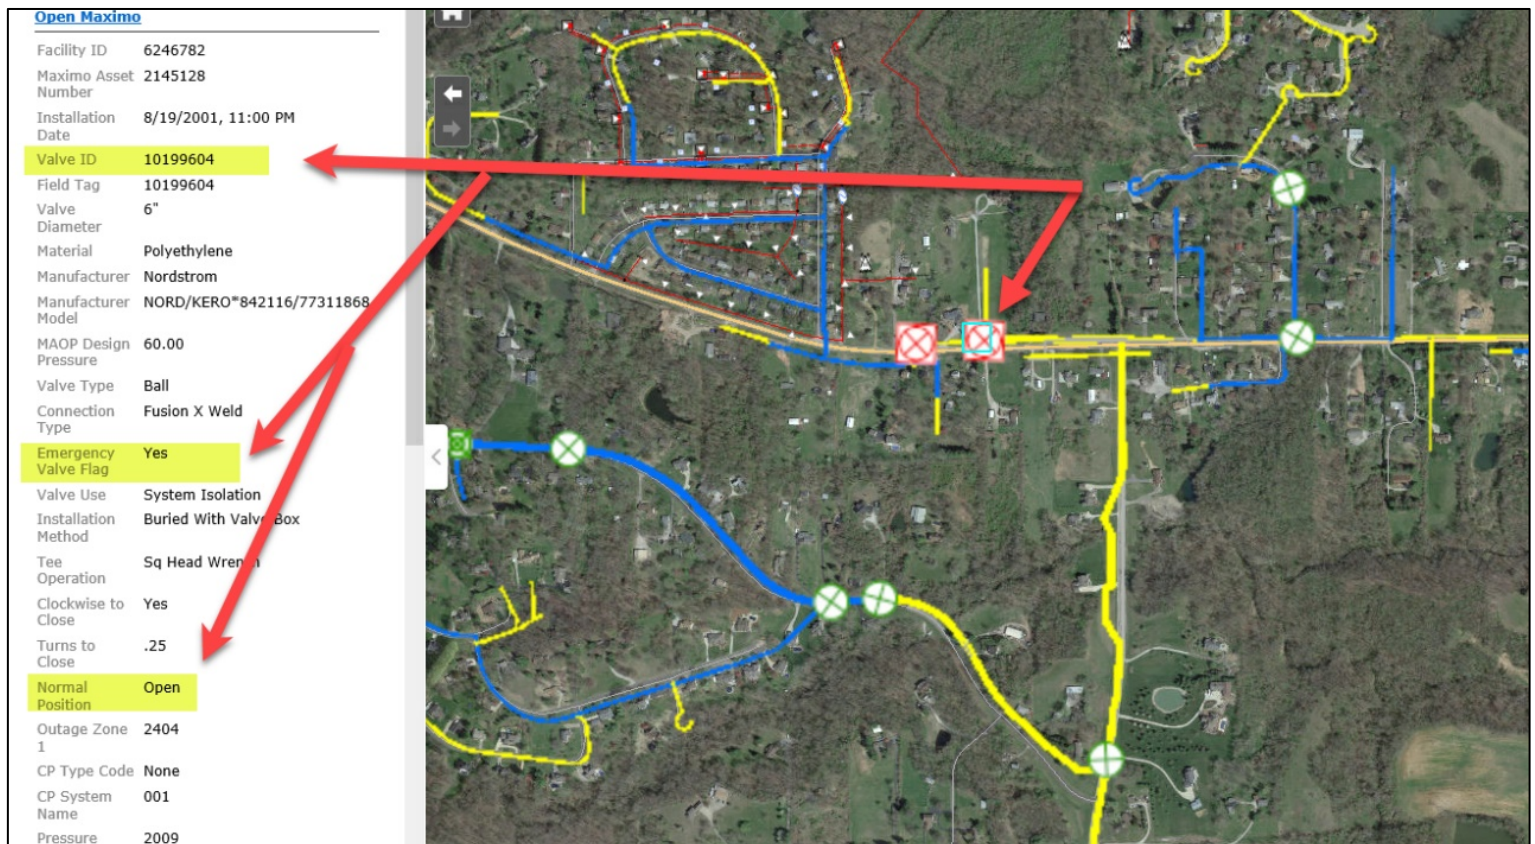 Open Maximo
Facility ID 6246782
Maximo Asset 2145128
Number
Installation 8/19/2001, 11:00 PM
Date
Valve ID 10199604
Field Tag 10199604
Valve 6"
Diameter
Material Polyethylene
Manufacturer Nordstrom
Manufacturer NORD/KERO*842116/77311868
Model
MAOP Design 60.00
Pressure
Valve Type Ball
Connection Fusion X Weld
Type
Emergency Yes
Valve Flag
Valve Use System Isolation
Installation Buried With Valve Box
Method
Tee Sq Head Wrench
Operation
Clockwise to Yes
Close
Turns to .25
Close
Normal Open
Position
Outage Zone 2404
1
CP Type Code None
CP System 001
Name
Pressure 2009